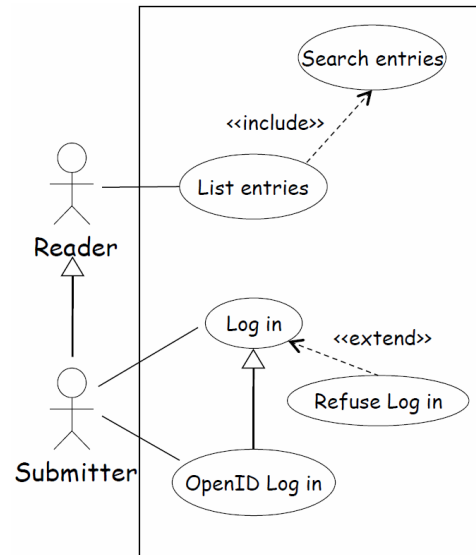 Search entries
<<include>>
List entries
Reader
Log in
<<extend>>
Refuse Log in
Submitter
OpenID Log in